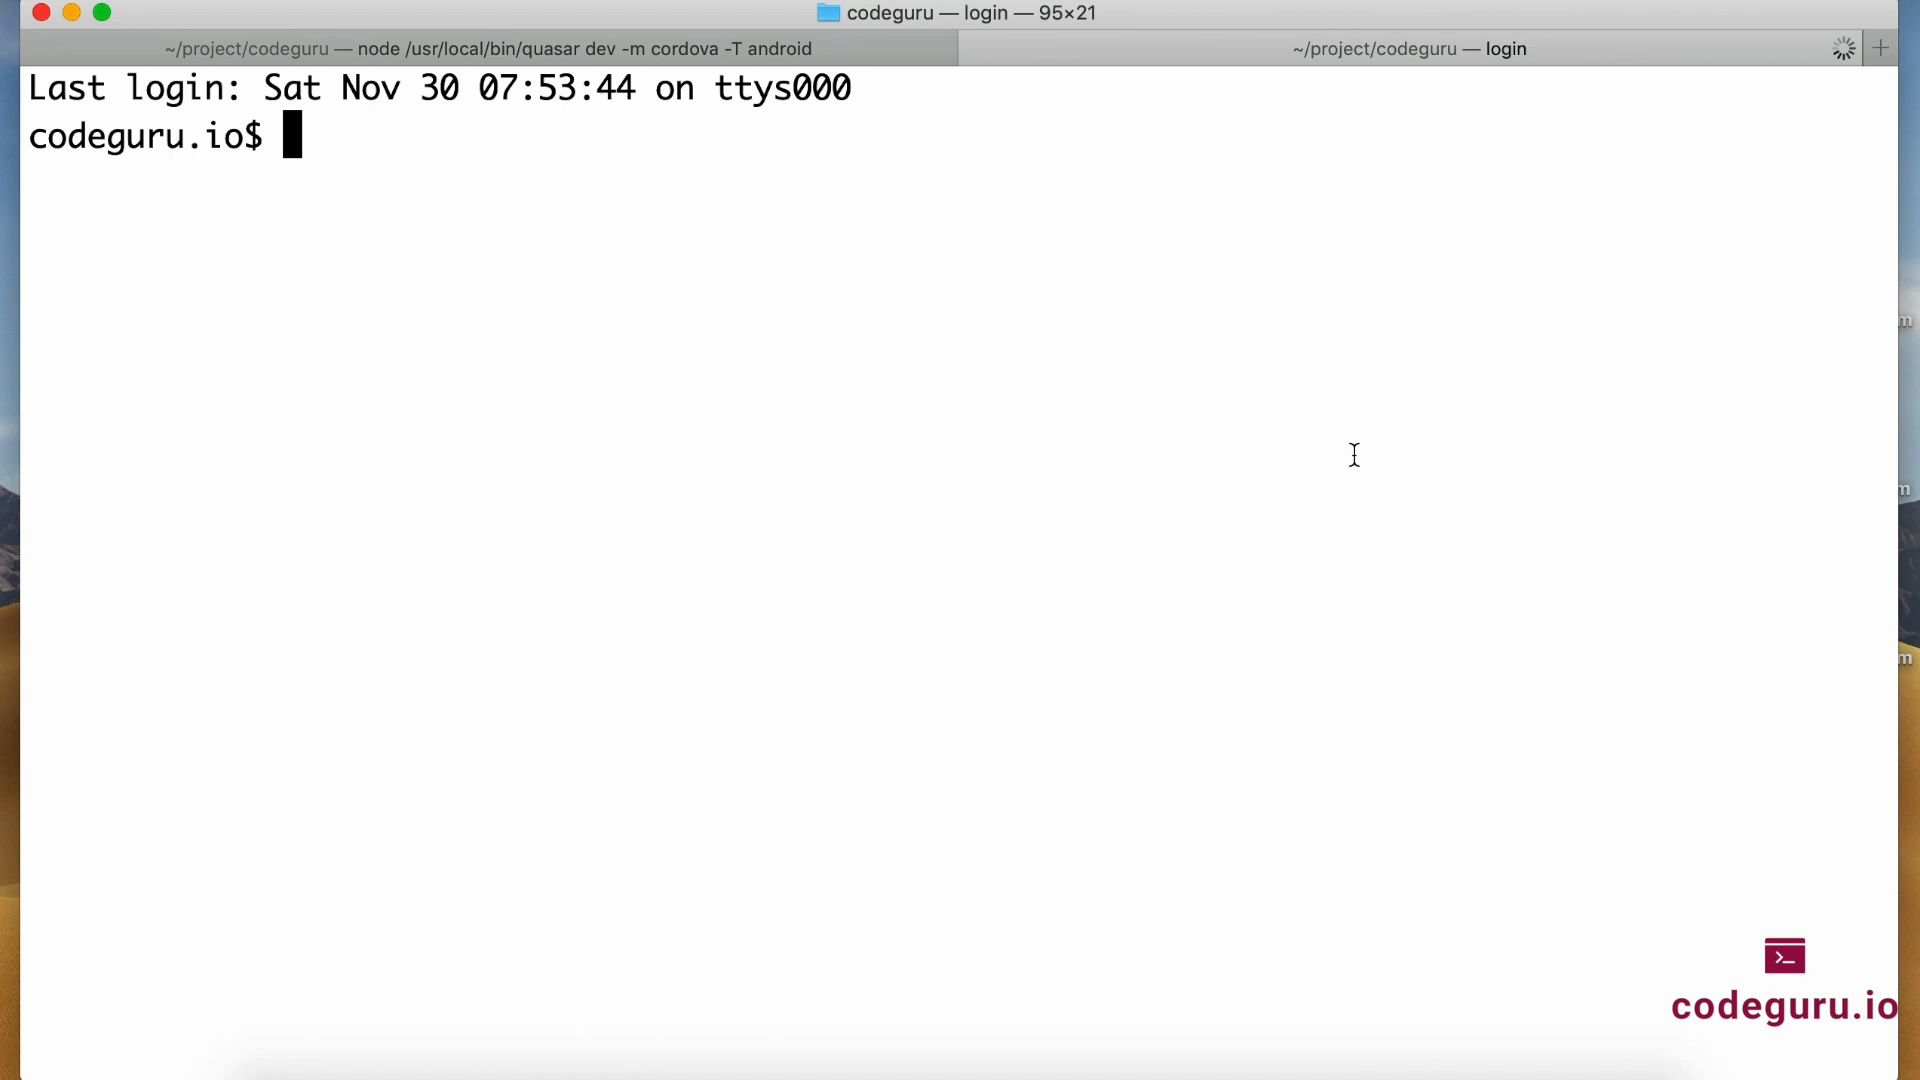 codeguru — login — 95×21
~/project/codeguru — node /usr/local/bin/quasar dev -m cordova -T android
~/project/codeguru — login
Last login: Sat Nov 30 07:53:44 on ttys000
codeguru.io$
m
m
m
>_
codeguru.io